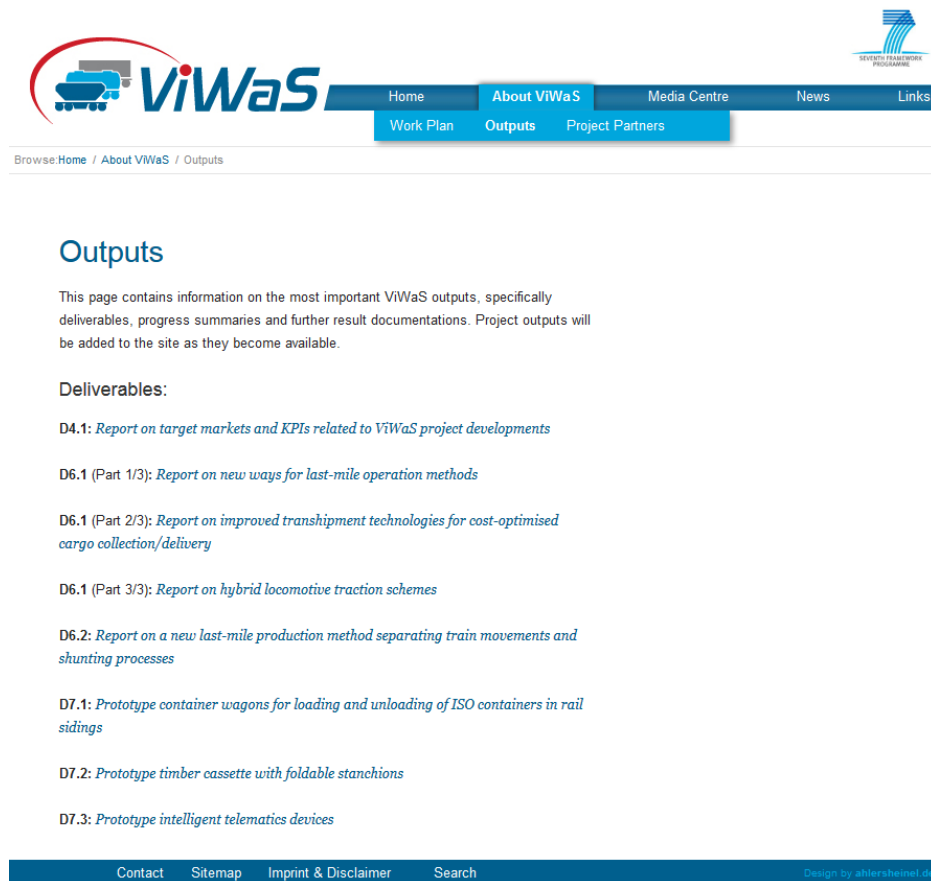 SEVENTH FRAMEWORK
PROGRAMME
ViWaS
Home About ViWaS Media Centre News Links
Work Plan Outputs Project Partners
Browse:Home / About ViWaS / Outputs
Outputs
This page contains information on the most important ViWaS outputs, specifically
deliverables, progress summaries and further result documentations. Project outputs will
be added to the site as they become available.
Deliverables:
D4.1: Report on target markets and KPIs related to ViWaS project developments
D6.1 (Part 1/3): Report on new ways for last-mile operation methods
D6.1 (Part 2/3): Report on improved transhipment technologies for cost-optimised
cargo collection/delivery
D6.1 (Part 3/3): Report on hybrid locomotive traction schemes
D6.2: Report on a new last-mile production method separating train movements and
shunting processes
D7.1: Prototype container wagons for loading and unloading of ISO containers in rail
sidings
D7.2: Prototype timber cassette with foldable stanchions
D7.3: Prototype intelligent telematics devices
Contact Sitemap Imprint & Disclaimer Search Design by ahlersheinel.de